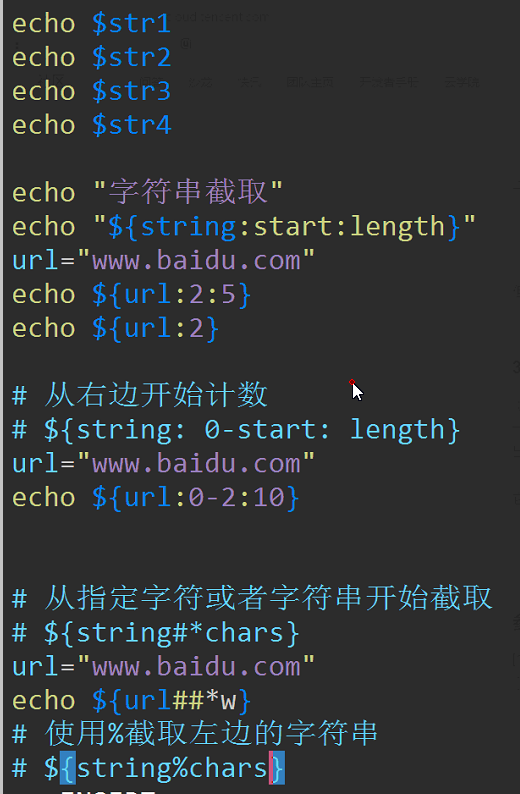 echo $str1
echo $str2
echo $str3
echo $str4
echo "字符串截取"
echo "${string:start:length}"
url="www.baidu.com"
echo ${url:2:5}
echo ${url:2}
# 从右边开始计数
# ${string: 0-start: length}
url="www.baidu.com"
echo ${url:0-2:10}
# 从指定字符或者字符串开始截取
# ${string#*chars}
url="www.baidu.com"
echo ${url##*w}
# 使用%截取左边的字符串
# ${string%chars}